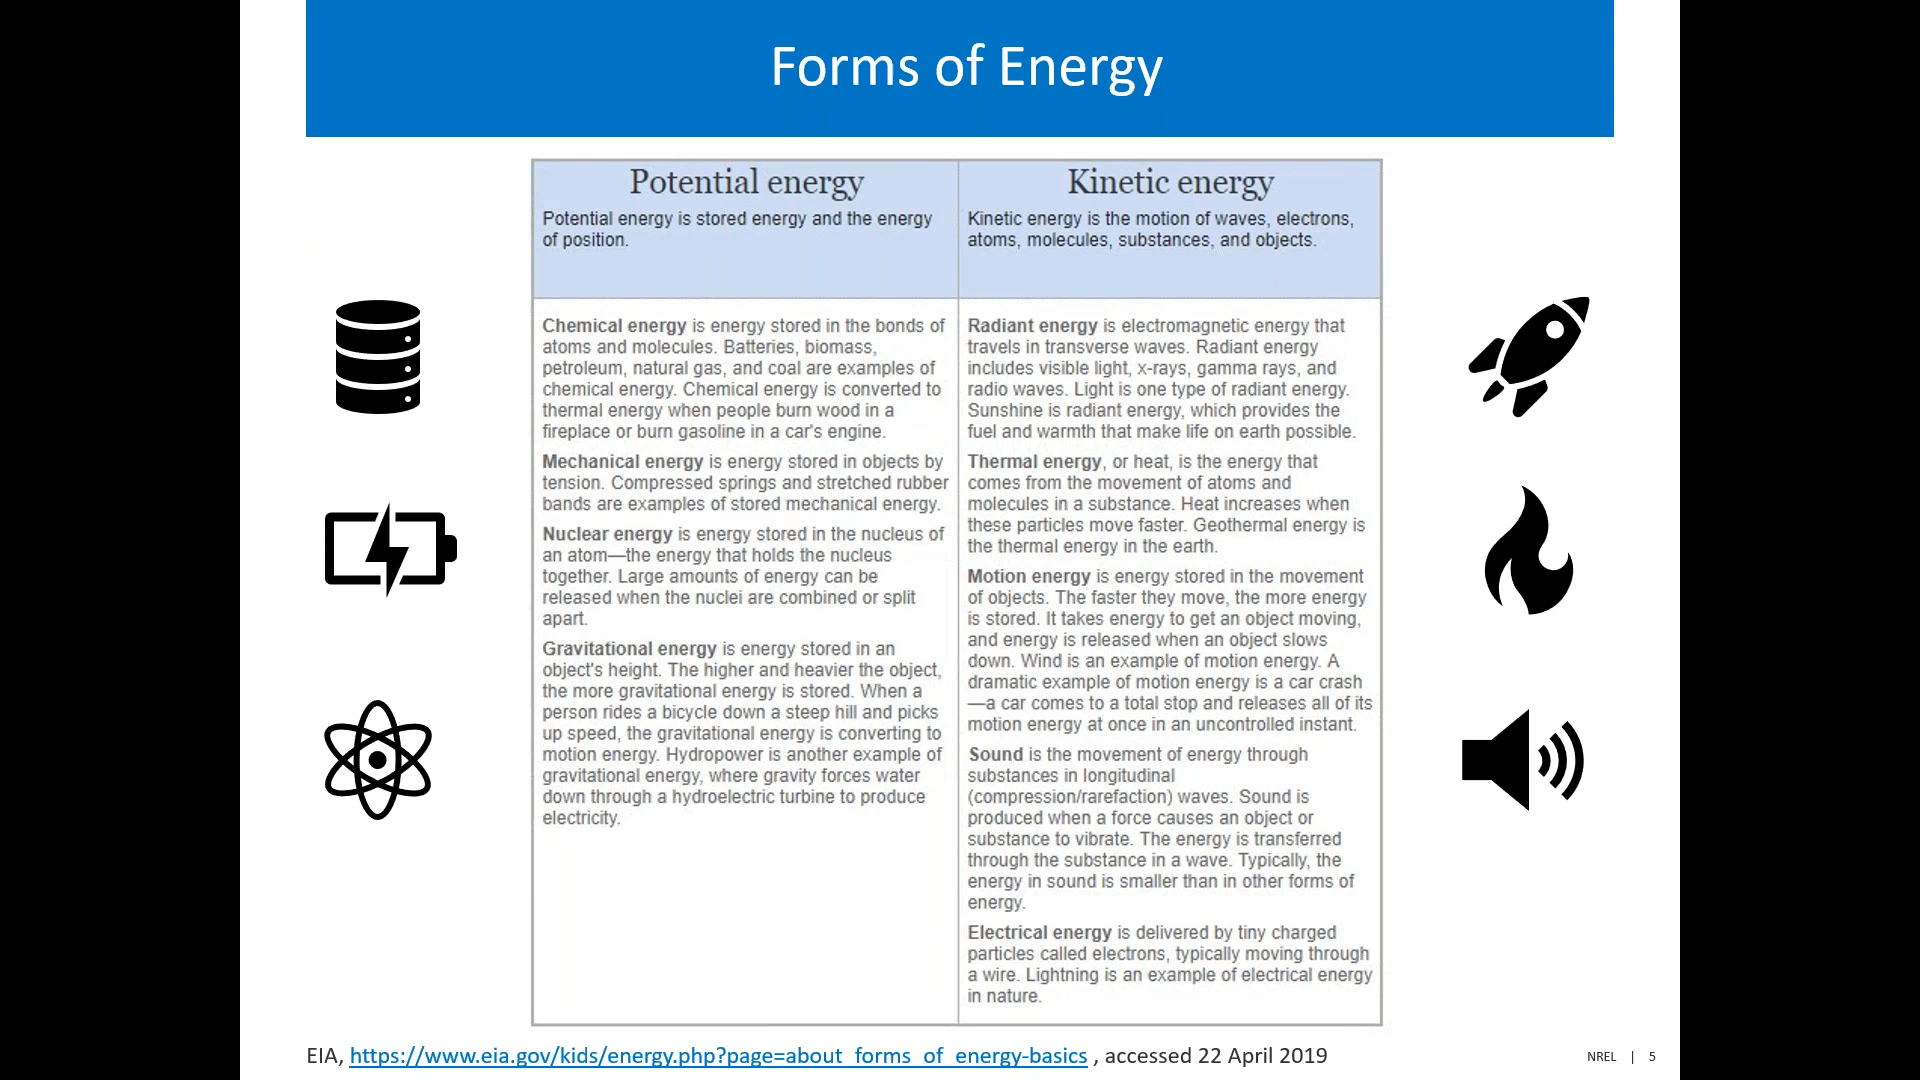 Forms of Energy
Potential energy
Potential energy is stored energy and the energy
of position.
Chemical energy is energy stored in the bonds of
atoms and molecules. Batteries, biomass,
petroleum, natural gas, and coal are examples of
chemical energy. Chemical energy is converted to
thermal energy when people burn wood in a
fireplace or burn gasoline in a car's engine.
Mechanical energy is energy stored in objects by
tension. Compressed springs and stretched rubber
bands are examples of stored mechanical energy.
Nuclear energy is energy stored in the nucleus of
an atom—the energy that holds the nucleus
together. Large amounts of energy can be
released when the nuclei are combined or split
apart.
Gravitational energy is energy stored in an
object's height. The higher and heavier the object,
the more gravitational energy is stored. When a
person rides a bicycle down a steep hill and picks
up speed, the gravitational energy is converting to
motion energy. Hydropower is another example of
gravitational energy, where gravity forces water
down through a hydroelectric turbine to produce
electricity.
Kinetic energy
Kinetic energy is the motion of waves, electrons,
atoms, molecules, substances, and objects.
Radiant energy is electromagnetic energy that
travels in transverse waves. Radiant energy
includes visible light, x-rays, gamma rays, and
radio waves. Light is one type of radiant energy.
Sunshine is radiant energy, which provides the
fuel and warmth that make life on earth possible.
Thermal energy, or heat, is the energy that
comes from the movement of atoms and
molecules in a substance. Heat increases when
these particles move faster. Geothermal energy is
the thermal energy in the earth.
Motion energy is energy stored in the movement
of objects. The faster they move, the more energy
is stored. It takes energy to get an object moving,
and energy is released when an object slows
down. Wind is an example of motion energy. A
dramatic example of motion energy is a car crash
—a car comes to a total stop and releases all of its
motion energy at once in an uncontrolled instant.
Sound is the movement of energy through
substances in longitudinal
(compression/rarefaction) waves. Sound is
produced when a force causes an object or
substance to vibrate. The energy is transferred
through the substance in a wave. Typically, the
energy in sound is smaller than in other forms of
energy.
Electrical energy is delivered by tiny charged
particles called electrons, typically moving through
a wire. Lightning is an example of electrical energy
in nature.
EIA, https://www.eia.gov/kids/energy.php?page=about_forms_of_energy-basics , accessed 22 April 2019
NREL | 5